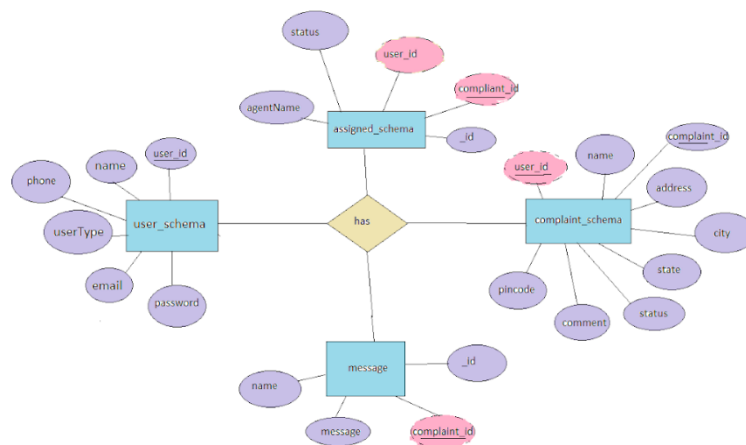 status
user_id
compliant_id
agentName
assigned_schema
_id
name
user_id
phone
user_schema
userType
email
password
has
user_id
name
complaint_id
address
complaint_schema
city
state
pincode
status
comment
message
_id
name
message
complaint_id